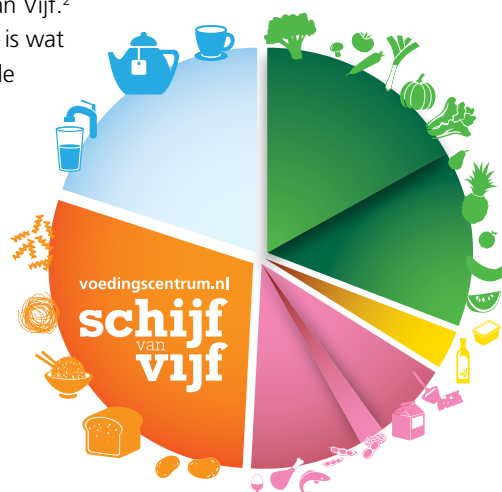 an Vijf.²
is wat
le
voedingscentrum.nl
schijf
van
vijf